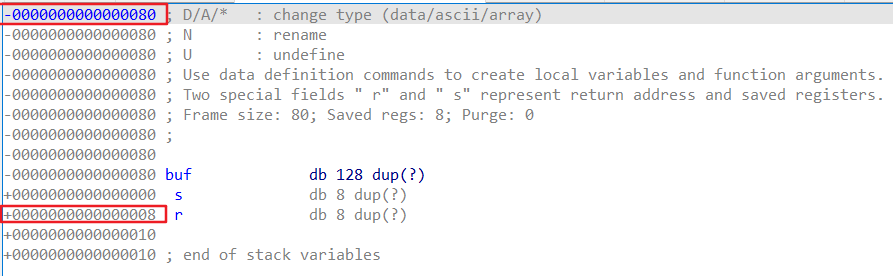 -0000000000000080 ; D/A/*   : change type (data/ascii/array)
-0000000000000080 ; N       : rename
-0000000000000080 ; U       : undefine
-0000000000000080 ; Use data definition commands to create local variables and function arguments.
-0000000000000080 ; Two special fields " r" and " s" represent return address and saved registers.
-0000000000000080 ; Frame size: 80; Saved regs: 8; Purge: 0
-0000000000000080 ;
-0000000000000080
-0000000000000080 buf             db 128 dup(?)
+0000000000000000  s              db 8 dup(?)
+0000000000000008  r              db 8 dup(?)
+0000000000000010
+0000000000000010 ; end of stack variables